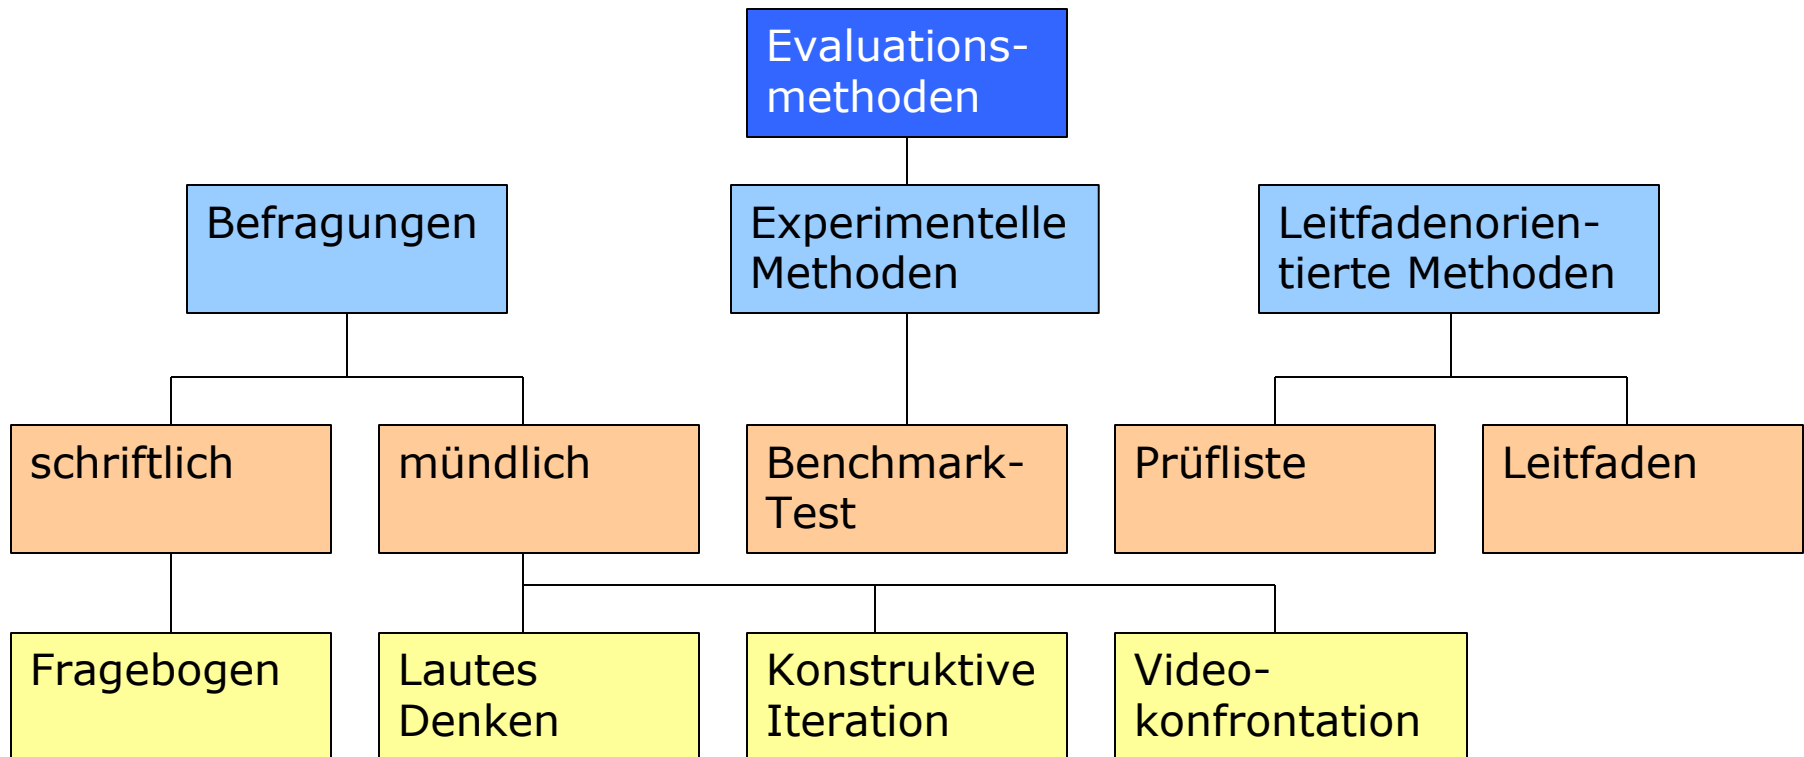 Evaluations-
methoden
Befragungen
Experimentelle
Methoden
Leitfadenorien-
tierte Methoden
schriftlich
mündlich
Benchmark-
Test
Prüfliste
Leitfaden
Fragebogen
Lautes
Denken
Konstruktive
Iteration
Video-
konfrontation